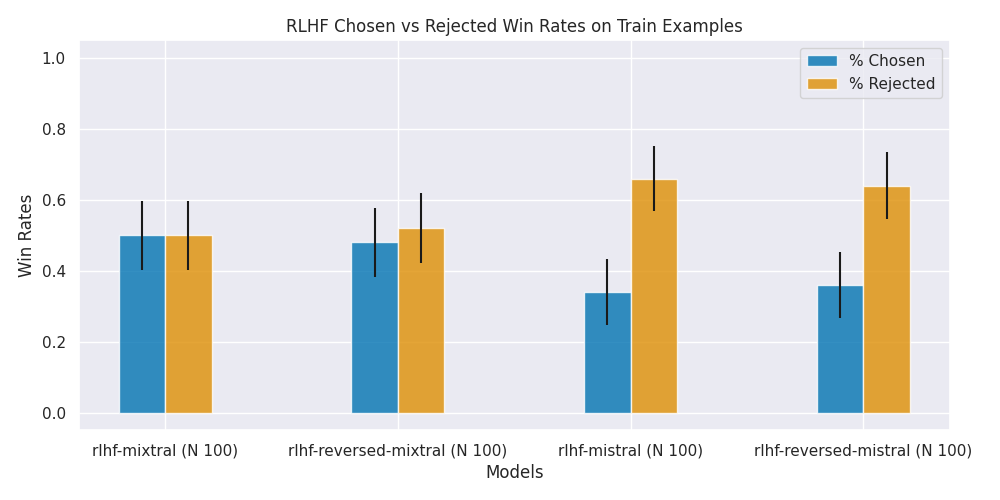 RLHF Chosen vs Rejected Win Rates on Train Examples
% Chosen
% Rejected
Win Rates
1.0
0.8
0.6
0.4
0.2
0.0
rlhf-mixtral (N 100)
rlhf-reversed-mixtral (N 100)
rlhf-mistral (N 100)
rlhf-reversed-mistral (N 100)
Models